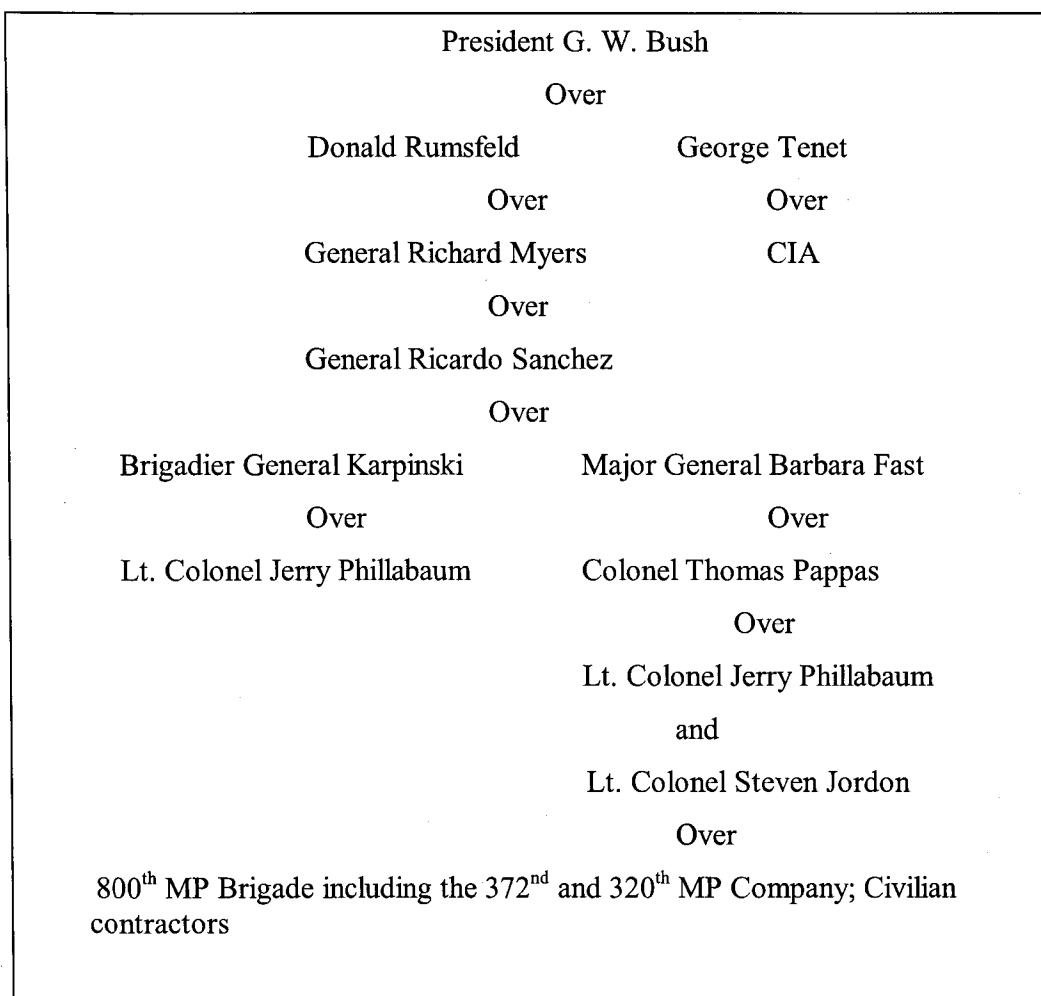 President G. W. Bush
Over
Donald Rumsfeld George Tenet
Over Over
General Richard Myers CIA
Over
General Ricardo Sanchez
Over
Brigadier General Karpinski Major General Barbara Fast
Over Over
Lt. Colonel Jerry Phillabaum Colonel Thomas Pappas
Over
Lt. Colonel Jerry Phillabaum
and
Lt. Colonel Steven Jordon
Over
800th MP Brigade including the 372nd and 320th MP Company; Civilian
contractors